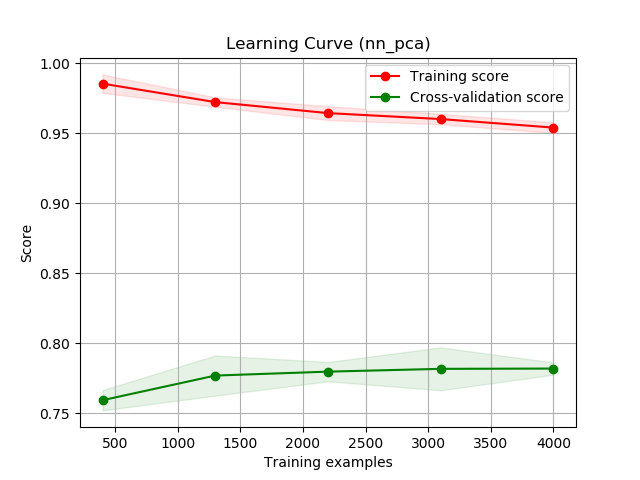 Learning Curve (nn_pca)
1.00
0.95
0.90
0.85
0.80
0.75
Score
Training score
Cross-validation score
500 1000 1500 2000 2500 3000 3500 4000
Training examples